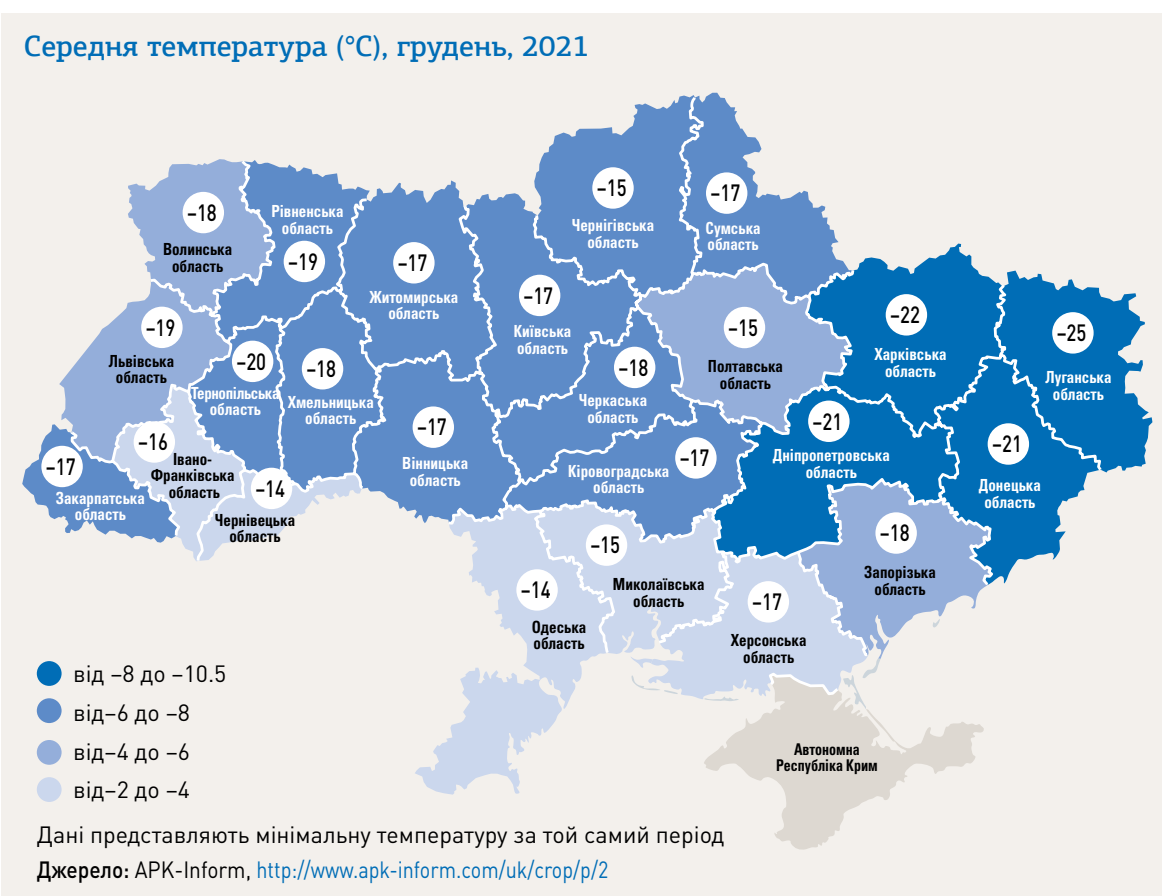 Середня температура (°C), грудень, 2021
–15
Чернігівська
область
–17
Сумська
область
–18
Волинська
область
Рівненська
область
–19
–17
Житомирська
область
–17
Київська
область
–19
Львівська
область
–20
Тернопільська
область
–18
Хмельницька
область
–18
Черкаська
область
–15
Полтавська
область
–22
Харківська
область
–25
Луганська
область
–17
Закарпатська
область
–16
Івано-
Франківська
область
–14
Чернівецька
область
–17
Вінницька
область
–17
Кіровоградська
область
–21
Дніпропетровська
область
–21
Донецька
область
–14
Одеська
область
–15
Миколаївська
область
–17
Херсонська
область
–18
Запорізька
область
Автономна
Республіка Крим
від –8 до –10.5
від–6 до –8
від–4 до –6
від–2 до –4
Дані представляють мінімальну температуру за той самий період
Джерело: APK-Inform, http://www.apk-inform.com/uk/crop/p/2